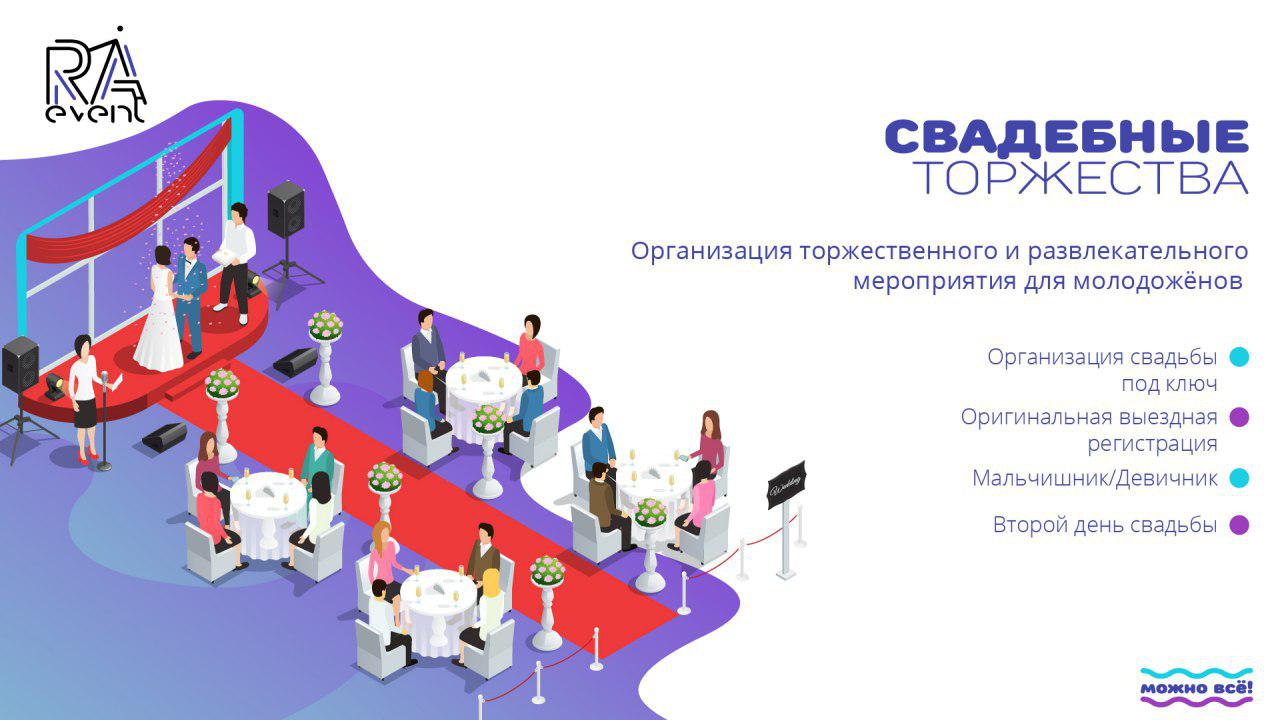 RA
event
СВАДЕБНЫЕ
ТОРЖЕСТВА
Организация торжественного и развлекательного
мероприятия для молодожёнов
Организация свадьбы
под ключ
Оригинальная выездная
регистрация
Мальчишник/Девичник
Второй день свадьбы
Wedding
можно всё!